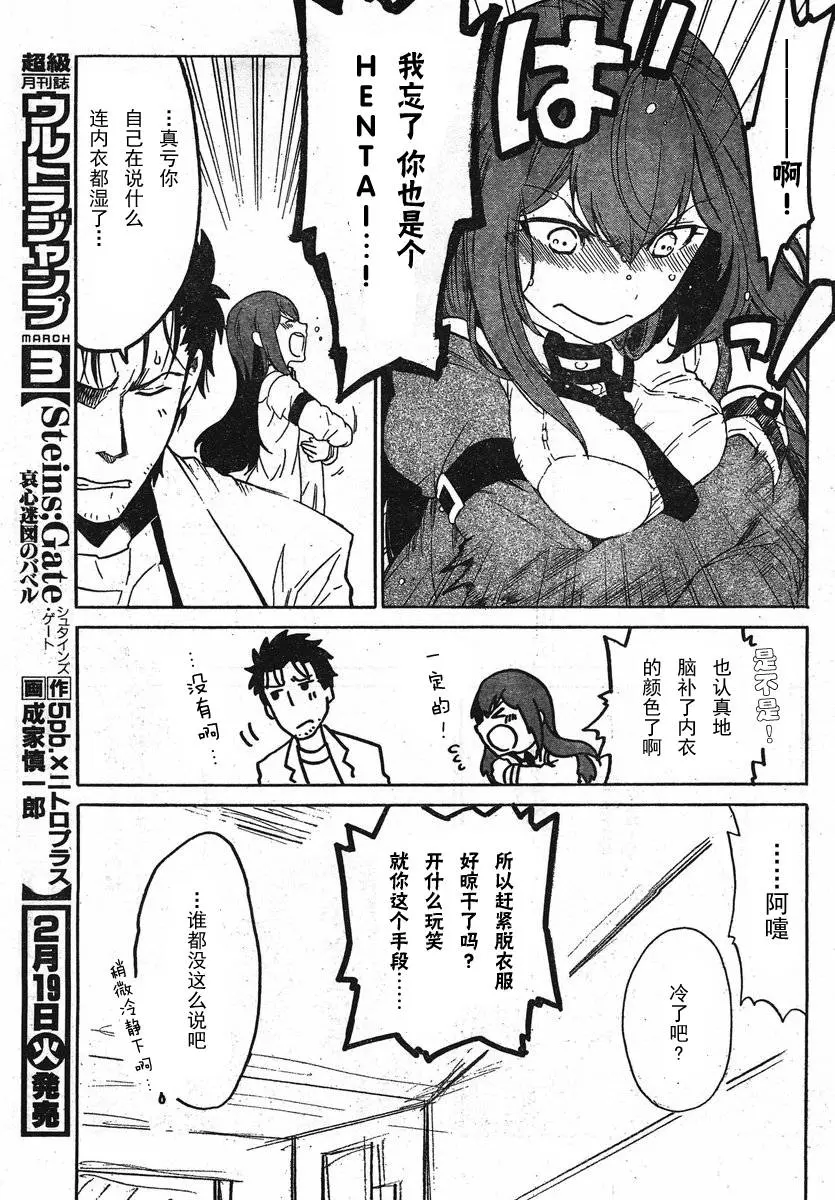 ————啊!
ば
っ!
我忘了 你也是个
HENTAI…!
…真亏你
自己在说什么
连内衣都湿了…
是不是!
也认真地
脑补了内衣
的颜色了啊
一定的!
…没有啊…
……阿嚏
冷了吧?
所以赶紧脱衣服
好晾干了吗?
开什么玩笑
就你这个手段……
…谁都没这么说吧
稍微冷静下啊…
超級
月刊誌
ウルトラジャンプ
MARCH
3
【Steins;Gate
シュタインズ・ゲート
哀心迷図のバベル
作 5pb.×ニトロプラス】
画 成家慎一郎
2月19日㊋発売